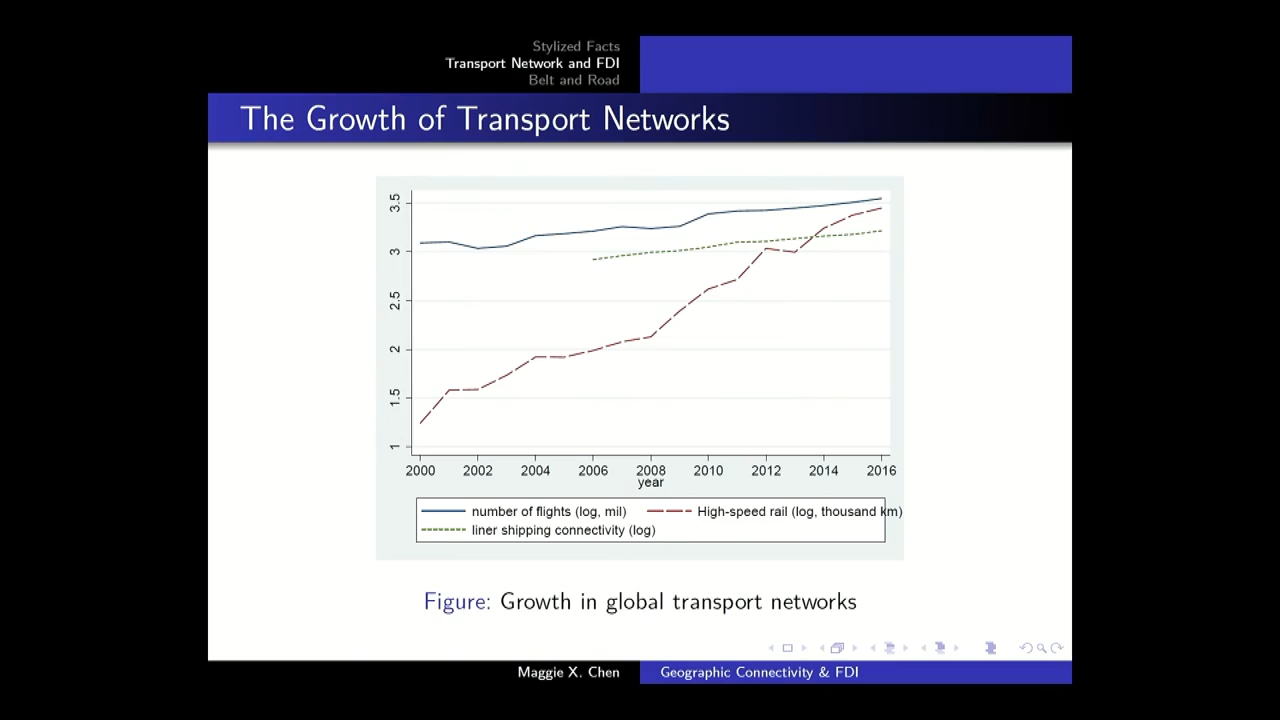 Stylized Facts
Transport Network and FDI
Belt and Road
The Growth of Transport Networks
3.5
3
2.5
2
1.5
1
2000 2002 2004 2006 2008 2010 2012 2014 2016
year
number of flights (log, mil) High-speed rail (log, thousand km)
liner shipping connectivity (log)
Figure: Growth in global transport networks
Maggie X. Chen Geographic Connectivity & FDI